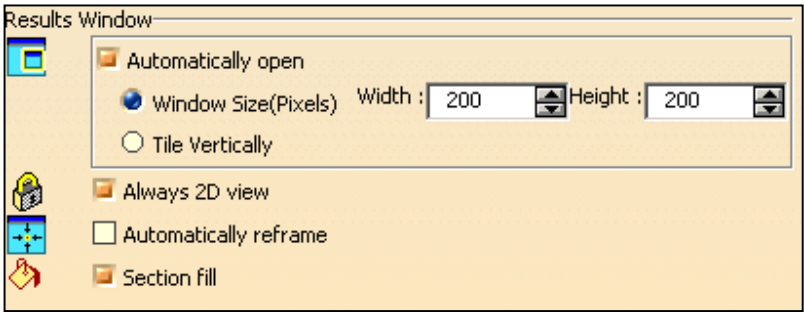 Results Window
Automatically open
Window Size(Pixels) Width : 200 Height : 200
Tile Vertically
Always 2D view
Automatically reframe
Section fill